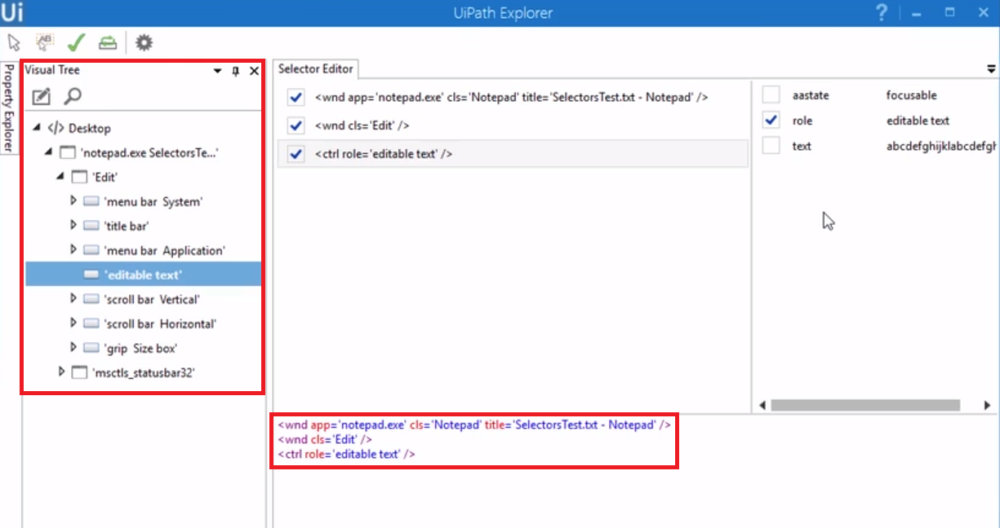 Ui
UiPath Explorer
AB
Property Explorer
Visual Tree
</> Desktop
'notepad.exe SelectorsTe...'
'Edit'
'menu bar System'
'title bar'
'menu bar Application'
'editable text'
'scroll bar Vertical'
'scroll bar Horizontal'
'grip Size box'
'msctls_statusbar32'
Selector Editor
<wnd app='notepad.exe' cls='Notepad' title='SelectorsTest.txt - Notepad' />
<wnd cls='Edit' />
<ctrl role='editable text' />
aastate focusable
role editable text
text abcdefghijklabcdefgh
<wnd app='notepad.exe' cls='Notepad' title='SelectorsTest.txt - Notepad' />
<wnd cls='Edit' />
<ctrl role='editable text' />